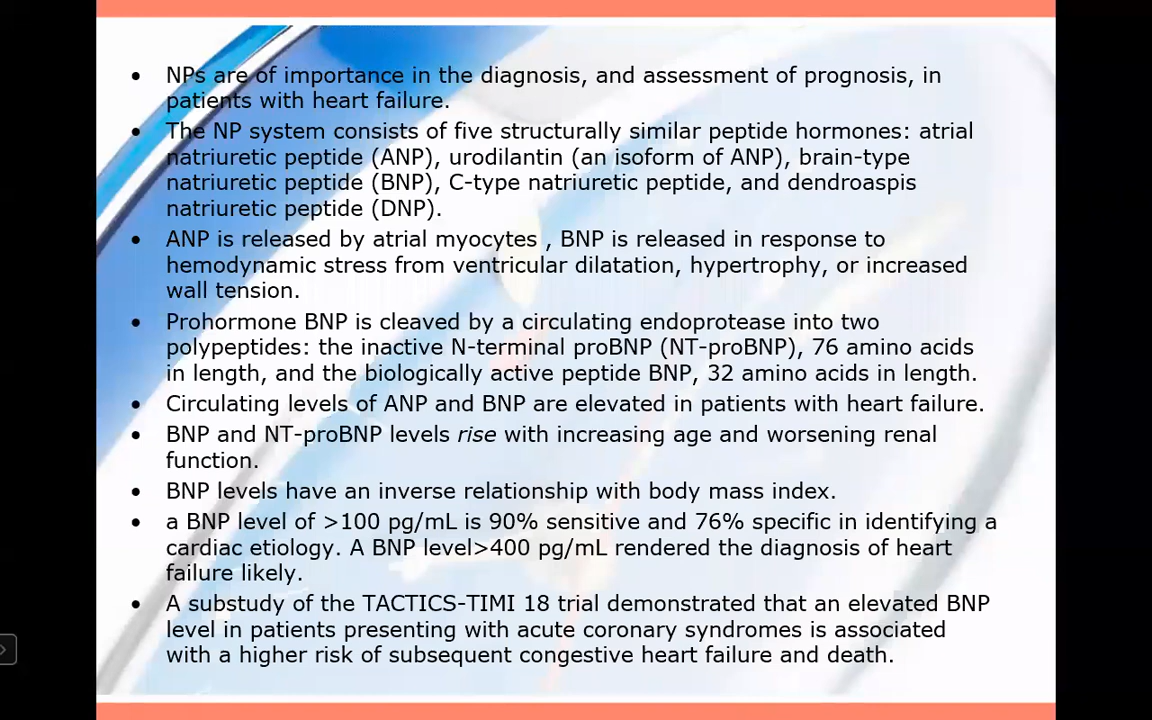 • NPs are of importance in the diagnosis, and assessment of prognosis, in
patients with heart failure.
• The NP system consists of five structurally similar peptide hormones: atrial
natriuretic peptide (ANP), urodilantin (an isoform of ANP), brain-type
natriuretic peptide (BNP), C-type natriuretic peptide, and dendroaspis
natriuretic peptide (DNP).
• ANP is released by atrial myocytes , BNP is released in response to
hemodynamic stress from ventricular dilatation, hypertrophy, or increased
wall tension.
• Prohormone BNP is cleaved by a circulating endoprotease into two
polypeptides: the inactive N-terminal proBNP (NT-proBNP), 76 amino acids
in length, and the biologically active peptide BNP, 32 amino acids in length.
• Circulating levels of ANP and BNP are elevated in patients with heart failure.
• BNP and NT-proBNP levels rise with increasing age and worsening renal
function.
• BNP levels have an inverse relationship with body mass index.
• a BNP level of >100 pg/mL is 90% sensitive and 76% specific in identifying a
cardiac etiology. A BNP level>400 pg/mL rendered the diagnosis of heart
failure likely.
• A substudy of the TACTICS-TIMI 18 trial demonstrated that an elevated BNP
level in patients presenting with acute coronary syndromes is associated
with a higher risk of subsequent congestive heart failure and death.